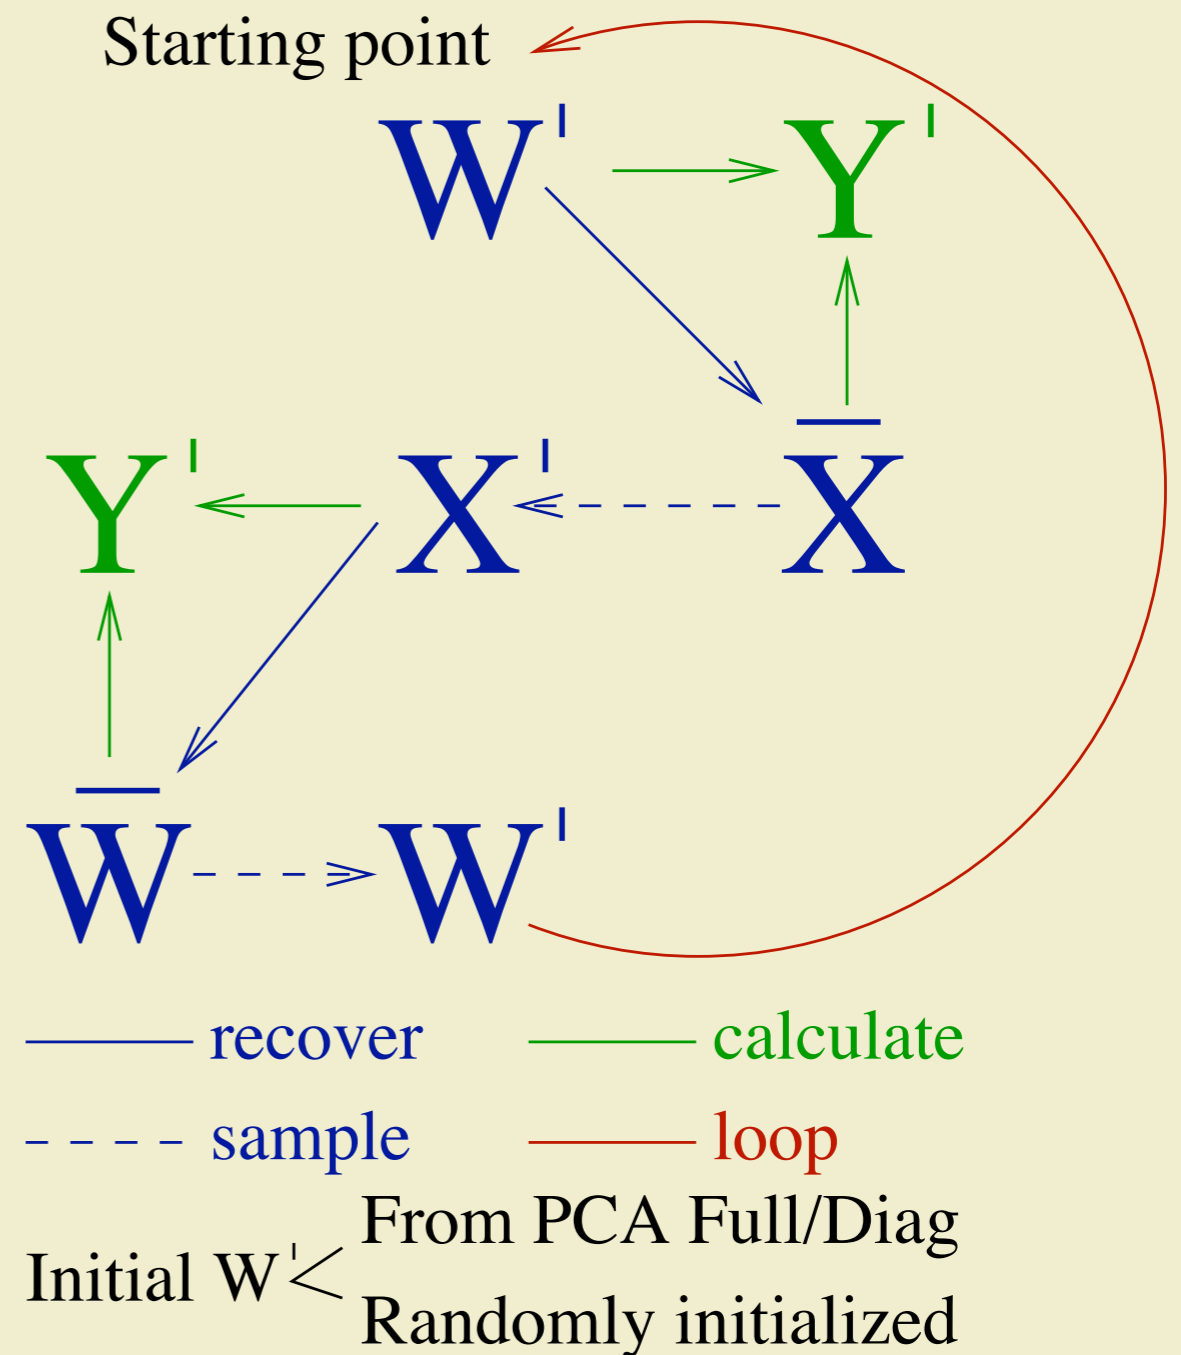 Starting point
W' Y'
Y' X' X̅
W̅ W'
recover calculate
sample loop
From PCA Full/Diag
Initial W'
Randomly initialized